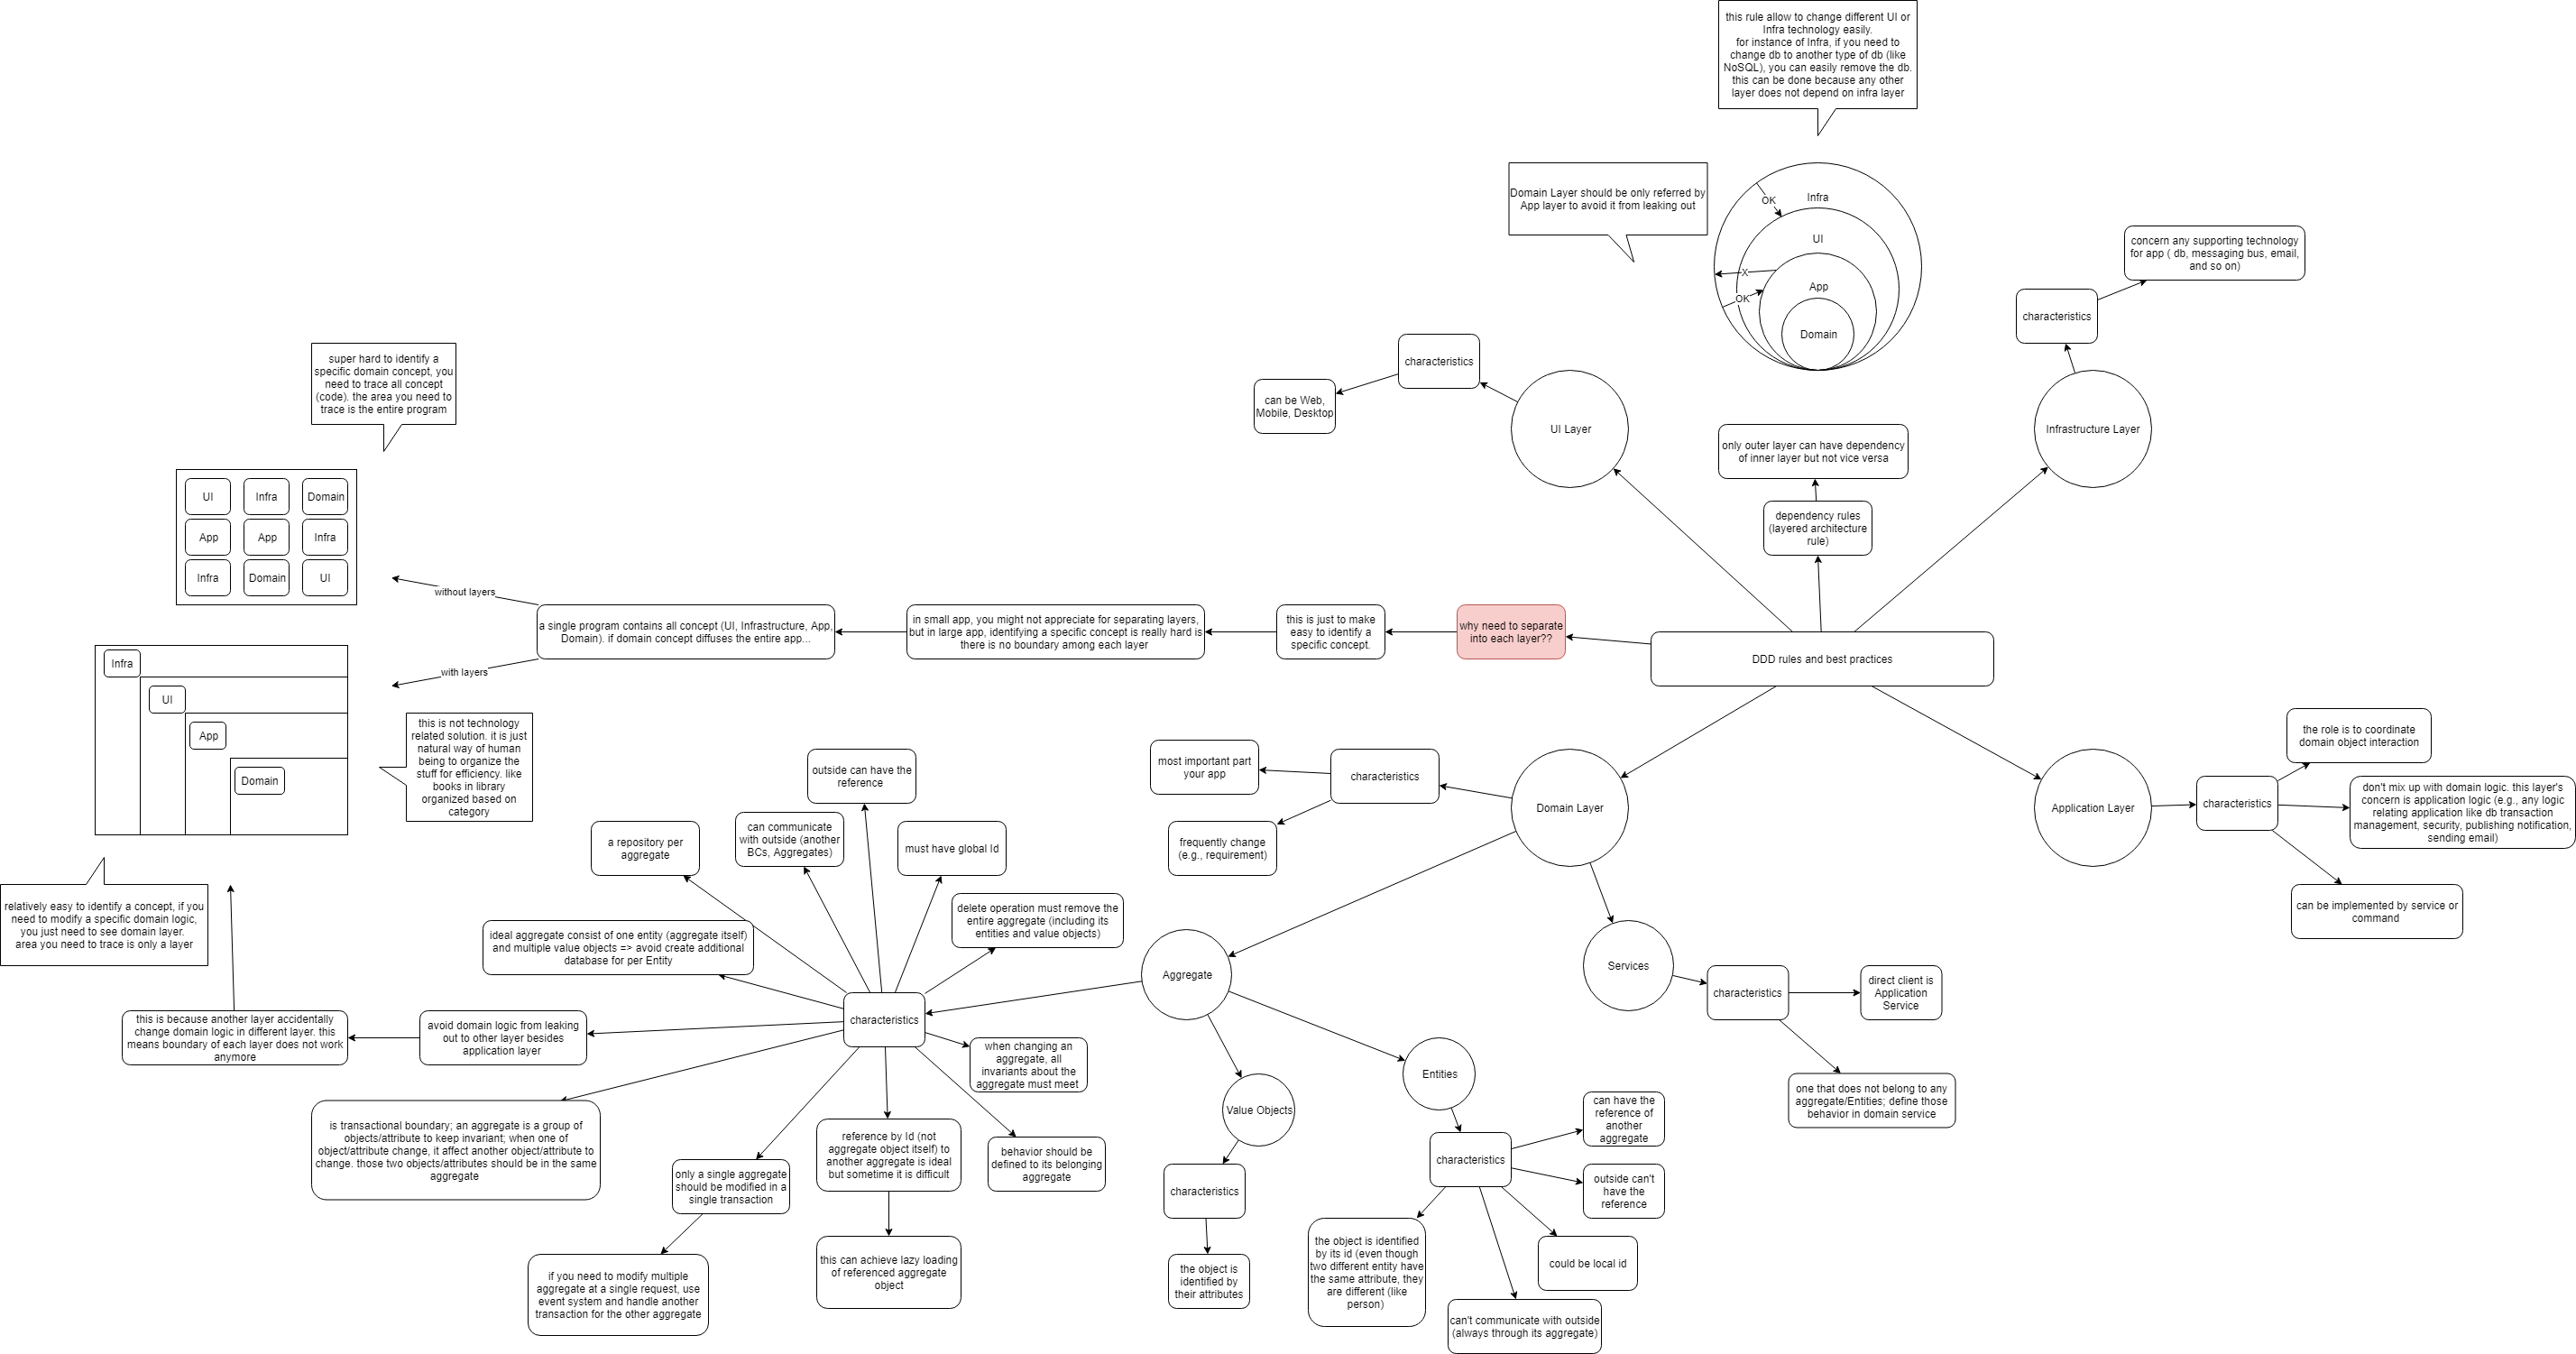 this rule allow to change different UI or
Infra technology easily.
for instance of Infra, if you need to
change db to another type of db (like
NoSQL), you can easily remove the db.
this can be done because any other
layer does not depend on infra layer
Domain Layer should be only referred by
App layer to avoid it from leaking out
Infra
OK
UI
X
App
OK
Domain
concern any supporting technology
for app ( db, messaging bus, email,
and so on)
characteristics
Infrastructure Layer
characteristics
can be Web,
Mobile, Desktop
UI Layer
only outer layer can have dependency
of inner layer but not vice versa
dependency rules
(layered architecture
rule)
super hard to identify a
specific domain concept, you
need to trace all concept
(code). the area you need to
trace is the entire program
UI
Infra
Domain
App
App
Infra
Infra
Domain
UI
without layers
with layers
a single program contains all concept (UI, Infrastructure, App,
Domain). if domain concept diffuses the entire app...
in small app, you might not appreciate for separating layers,
but in large app, identifying a specific concept is really hard is
there is no boundary among each layer
this is just to make
easy to identify a
specific concept.
why need to separate
into each layer??
DDD rules and best practices
Infra
UI
App
Domain
this is not technology
related solution. it is just
natural way of human
being to organize the
stuff for efficiency. like
books in library
organized based on
category
relatively easy to identify a concept, if you
need to modify a specific domain logic,
you just need to see domain layer.
area you need to trace is only a layer
most important part
your app
characteristics
frequently change
(e.g., requirement)
Domain Layer
Application Layer
characteristics
the role is to coordinate
domain object interaction
don't mix up with domain logic. this layer's
concern is application logic (e.g., any logic
relating application like db transaction
management, security, publishing notification,
sending email)
can be implemented by service or
command
outside can have the
reference
can communicate
with outside (another
BCs, Aggregates)
a repository per
aggregate
must have global Id
delete operation must remove the
entire aggregate (including its
entities and value objects)
ideal aggregate consist of one entity (aggregate itself)
and multiple value objects => avoid create additional
database for per Entity
Aggregate
Services
characteristics
direct client is
Application
Service
one that does not belong to any
aggregate/Entities; define those
behavior in domain service
characteristics
this is because another layer accidentally
change domain logic in different layer. this
means boundary of each layer does not work
anymore
avoid domain logic from leaking
out to other layer besides
application layer
when changing an
aggregate, all
invariants about the
aggregate must meet
is transactional boundary; an aggregate is a group of
objects/attribute to keep invariant; when one of
object/attribute change, it affect another object/attribute to
change. those two objects/attributes should be in the same
aggregate
only a single aggregate
should be modified in a
single transaction
reference by Id (not
aggregate object itself) to
another aggregate is ideal
but sometime it is difficult
behavior should be
defined to its belonging
aggregate
if you need to modify multiple
aggregate at a single request, use
event system and handle another
transaction for the other aggregate
this can achieve lazy loading
of referenced aggregate
object
Value Objects
characteristics
the object is
identified by
their attributes
Entities
characteristics
can have the
reference of
another
aggregate
outside can't
have the
reference
could be local id
the object is identified
by its id (even though
two different entity have
the same attribute, they
are different (like
person)
can't communicate with outside
(always through its aggregate)